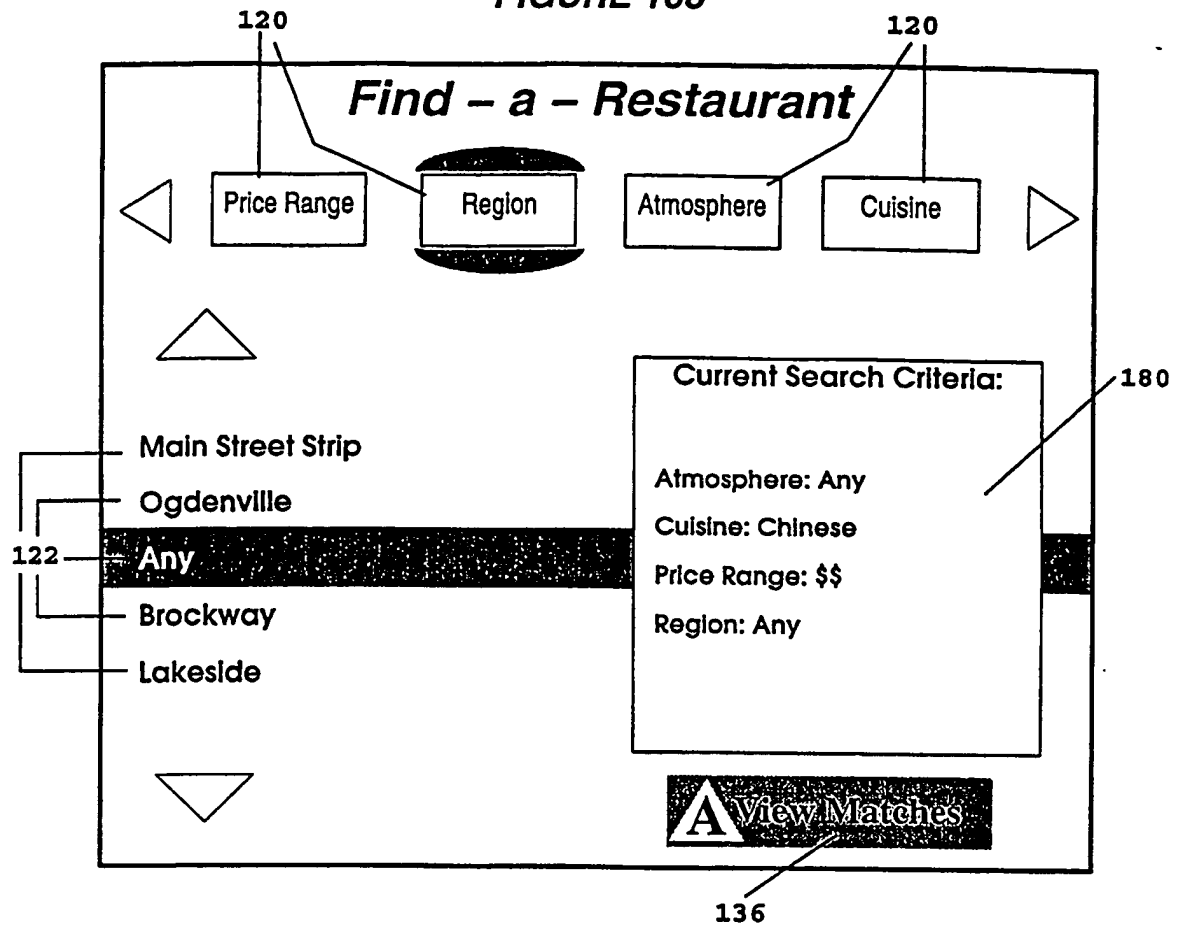 120 120
Find – a – Restaurant
Price Range Region Atmosphere Cuisine
Current Search Criteria:
180
Main Street Strip
Atmosphere: Any
Ogdenville
Cuisine: Chinese
122
Any
Price Range: $$
Brockway
Region: Any
Lakeside
A View Matches
136